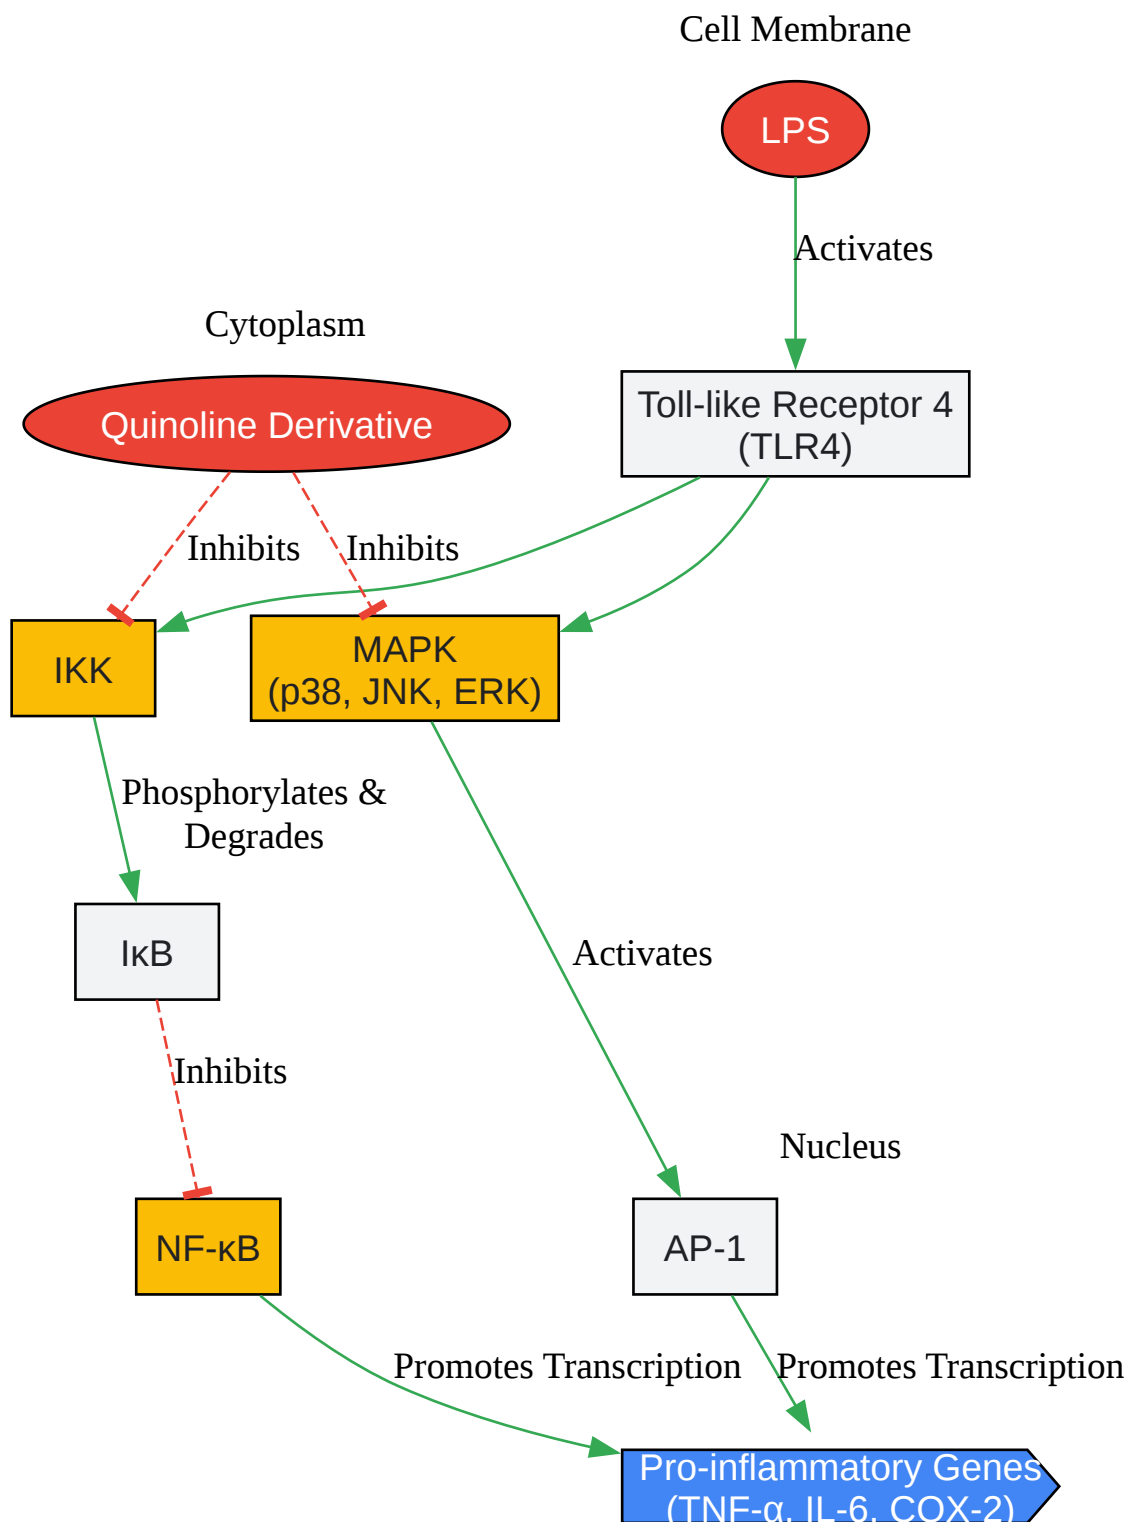 Cell Membrane
LPS
Activates
Cytoplasm
Quinoline Derivative
Toll-like Receptor 4
(TLR4)
Inhibits
Inhibits
IKK
MAPK
(p38, JNK, ERK)
Phosphorylates &
Degrades
IκB
Activates
Inhibits
Nucleus
NF-κB
AP-1
Promotes Transcription
Promotes Transcription
Pro-inflammatory Genes
(TNF-α, IL-6, COX-2)